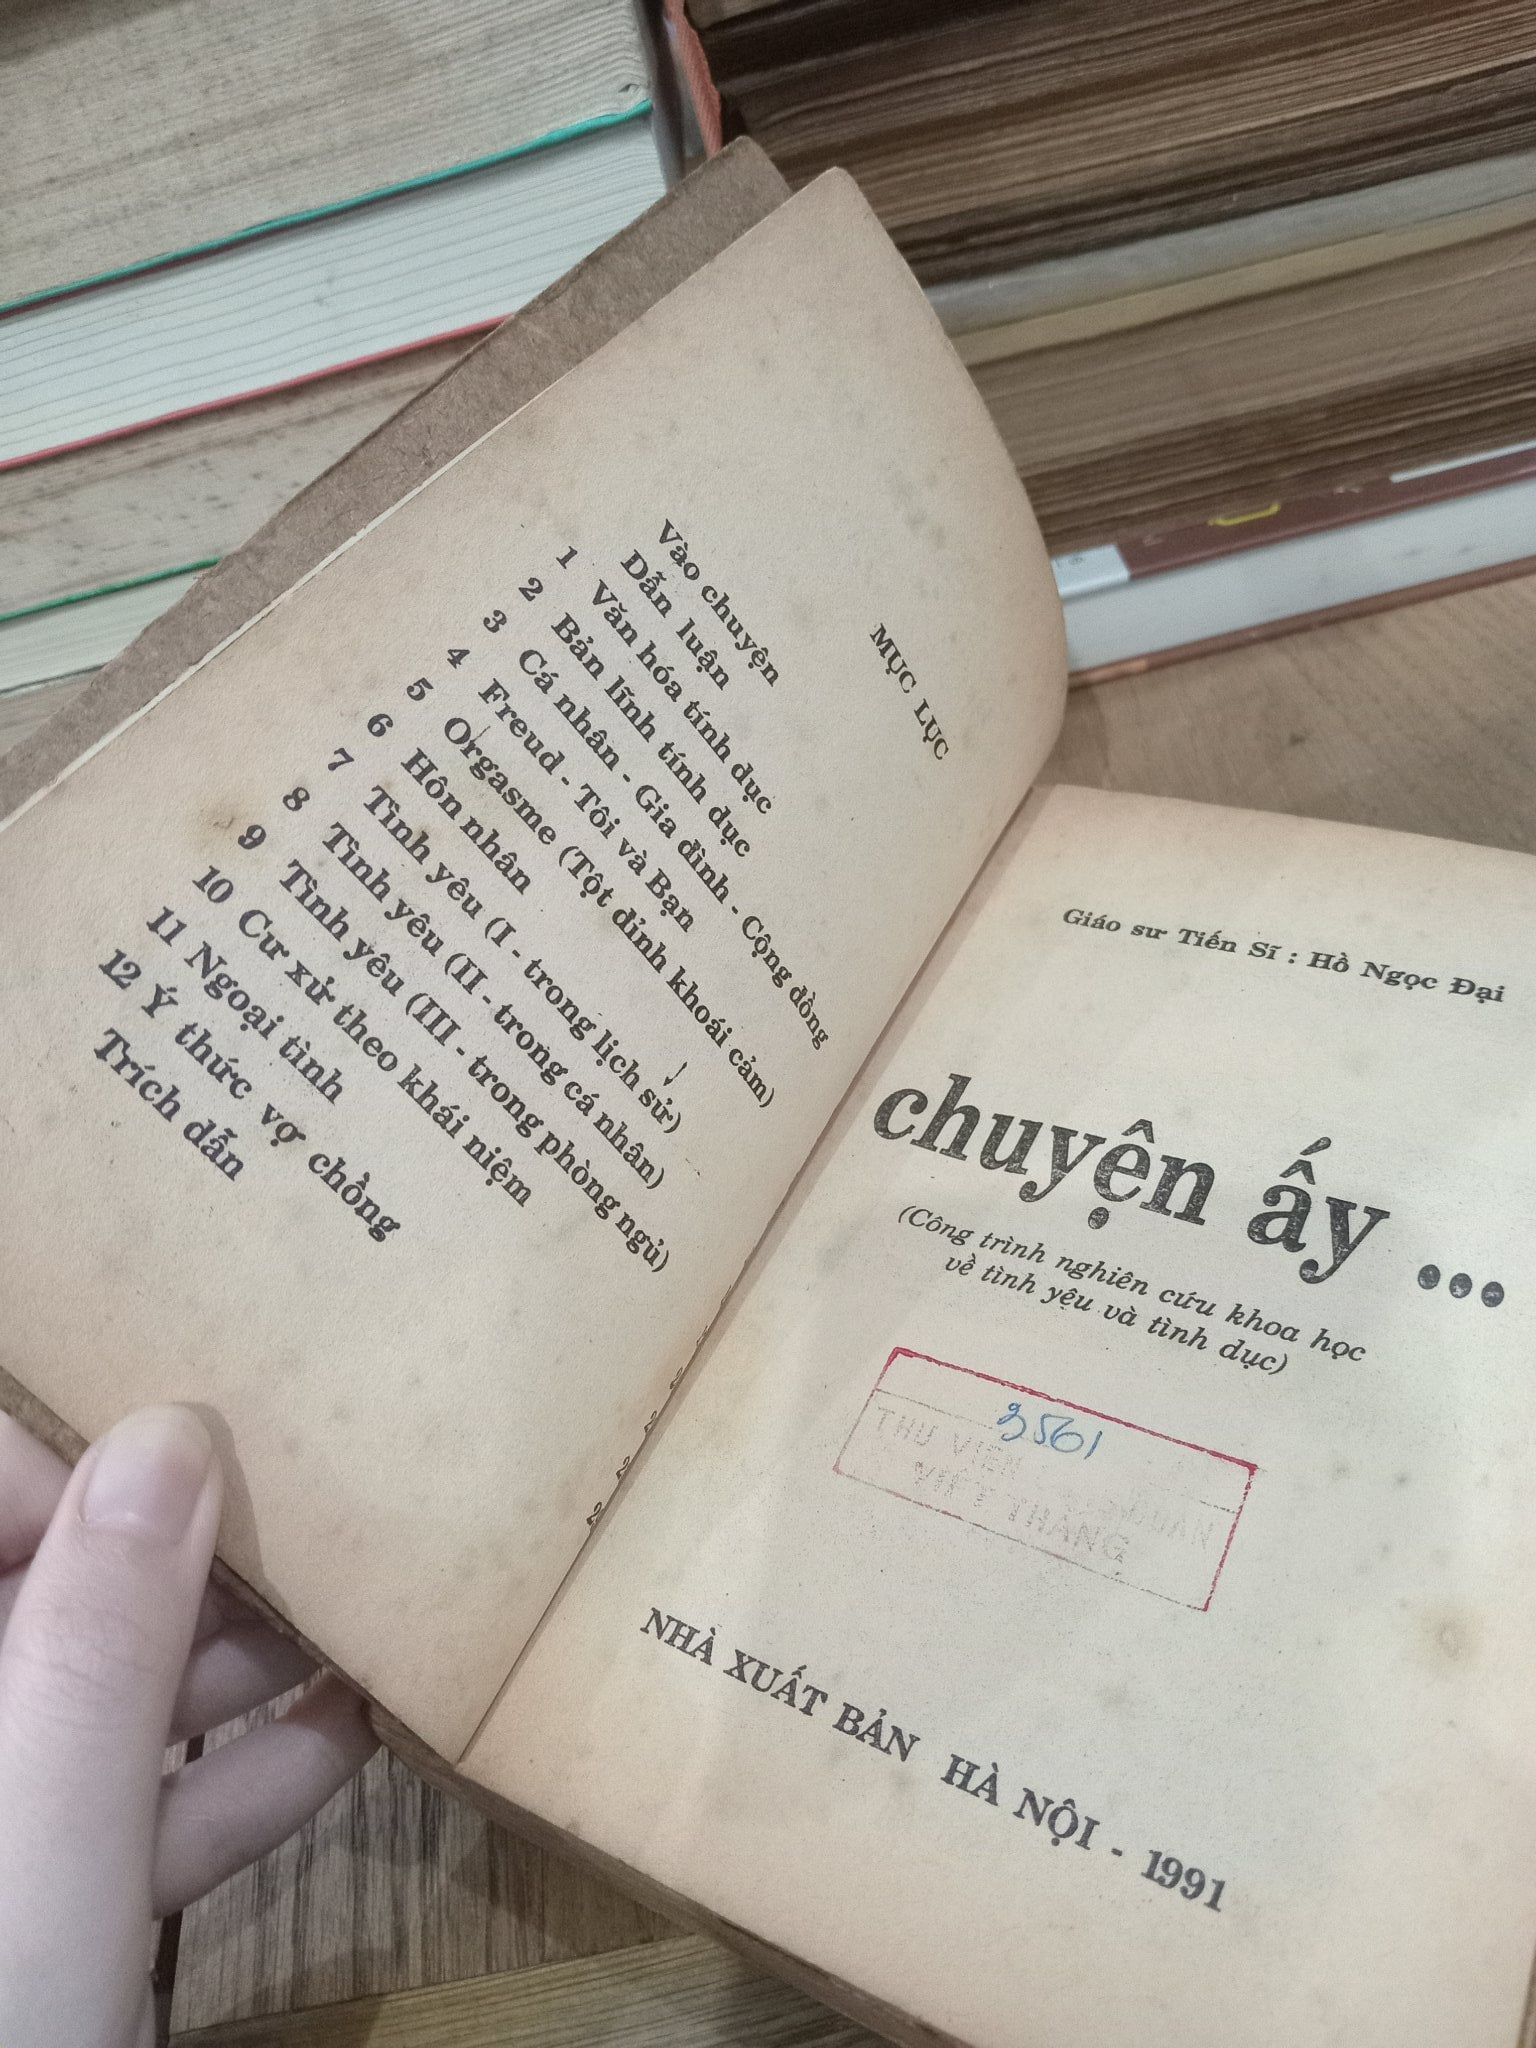 MỤC LỤC
Vào chuyện
Dẫn luận
1 Văn hóa tính dục
2 Bản lĩnh tính dục
3 Cá nhân - Gia đình - Cộng đồng
4 Freud - Tôi và Bạn
5 Orgasme (Tột đỉnh khoái cảm)
6 Hôn nhân
7 Tình yêu (I - trong lịch sử)
8 Tình yêu (II - trong cá nhân)
9 Tình yêu (III - trong phòng ngủ)
10 Cư xử theo khái niệm
11 Ngoại tình
12 Ý thức vợ chồng
Trích dẫn
Giáo sư Tiến Sĩ : Hồ Ngọc Đại
chuyện ấy ...
(Công trình nghiên cứu khoa học
về tình yệu và tình dục)
3561
THƯ VIỆN
VIỆT THẮNG
NHÀ XUẤT BẢN HÀ NỘI - 1991